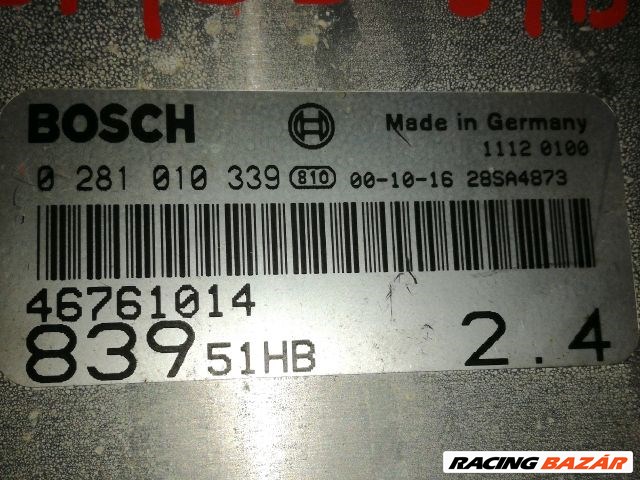 BOSCH
Made in Germany
1112 0100
0 281 010 339 810 00-10-16 28SA4873
46761014
839 51HB 2.4
RACING BAZÁR